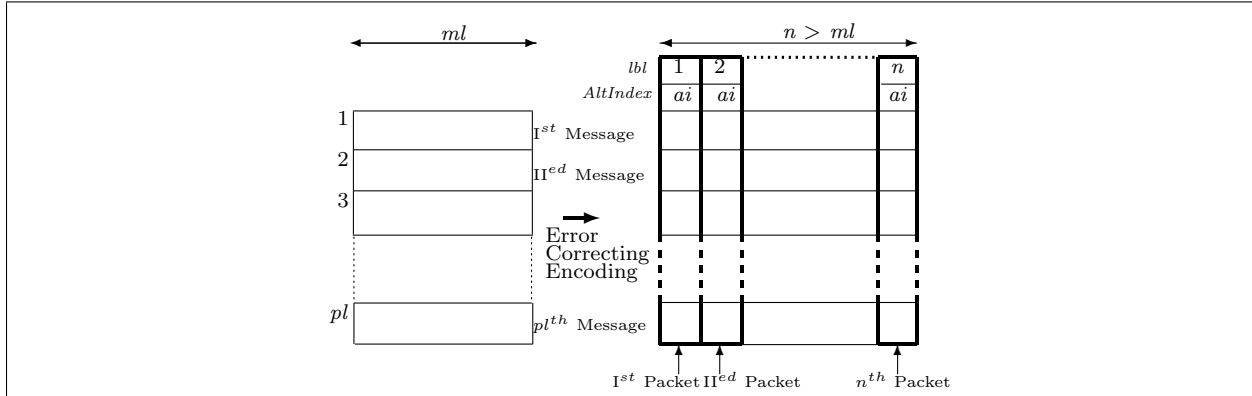 ml
n > ml
lbl 1 2 n
AltIndex ai ai ai
1
I^st Message
2
II^ed Message
3
Error
Correcting
Encoding
pl
pl^th Message
I^st Packet II^ed Packet n^th Packet